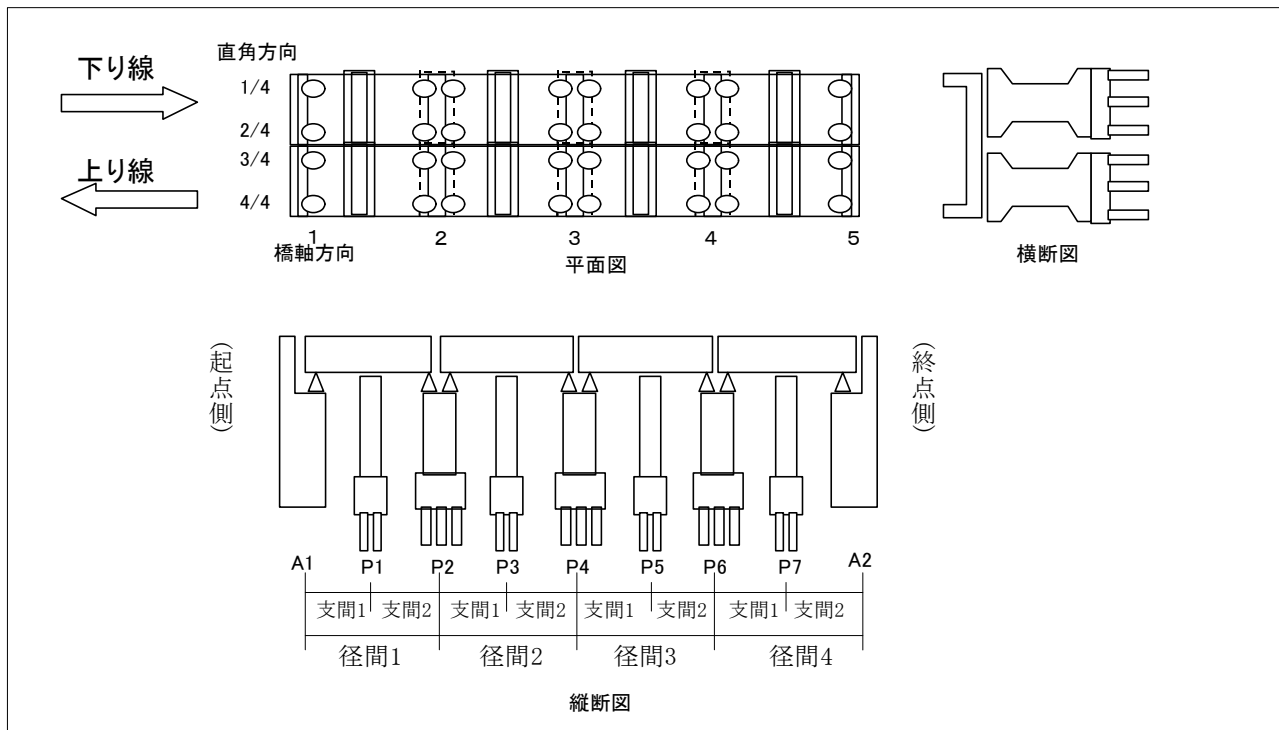 直角方向
下り線
1/4
2/4
上り線
3/4
4/4
1 2 3 4 5
橋軸方向
平面図
横断図
(起点側)
(終点側)
A1 P1 P2 P3 P4 P5 P6 P7 A2
支間1 支間2 支間1 支間2 支間1 支間2 支間1 支間2
径間1 径間2 径間3 径間4
縦断図